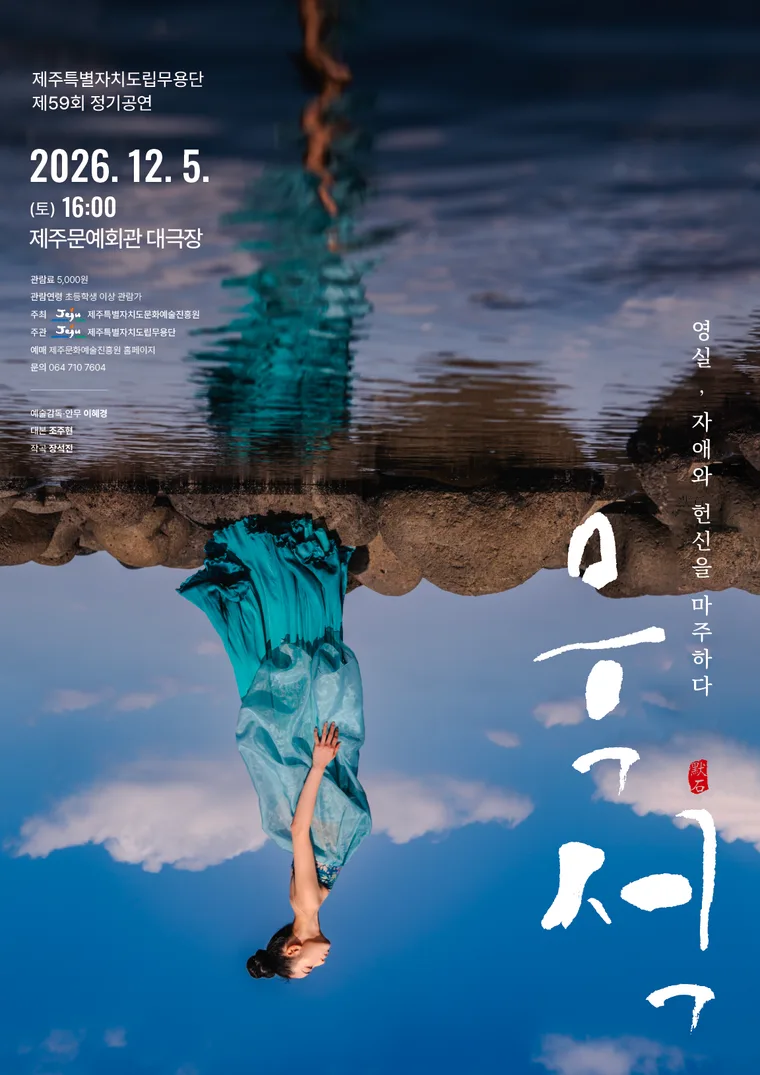 제주특별자치도립무용단
제59회 정기공연
2026. 12. 5.
(토) 16:00
제주문예회관 대극장
관람료 5,000원
관람연령 초등학생 이상 관람가
주최 Jeju 제주특별자치도문화예술진흥원
주관 Jeju 제주특별자치도립무용단
예매 제주문화예술진흥원 홈페이지
문의 064 710 7604
예술감독·안무 이혜경
대본 조주현
작곡 장석진
영실, 자애와 헌신을 마주하다
묵석
默石